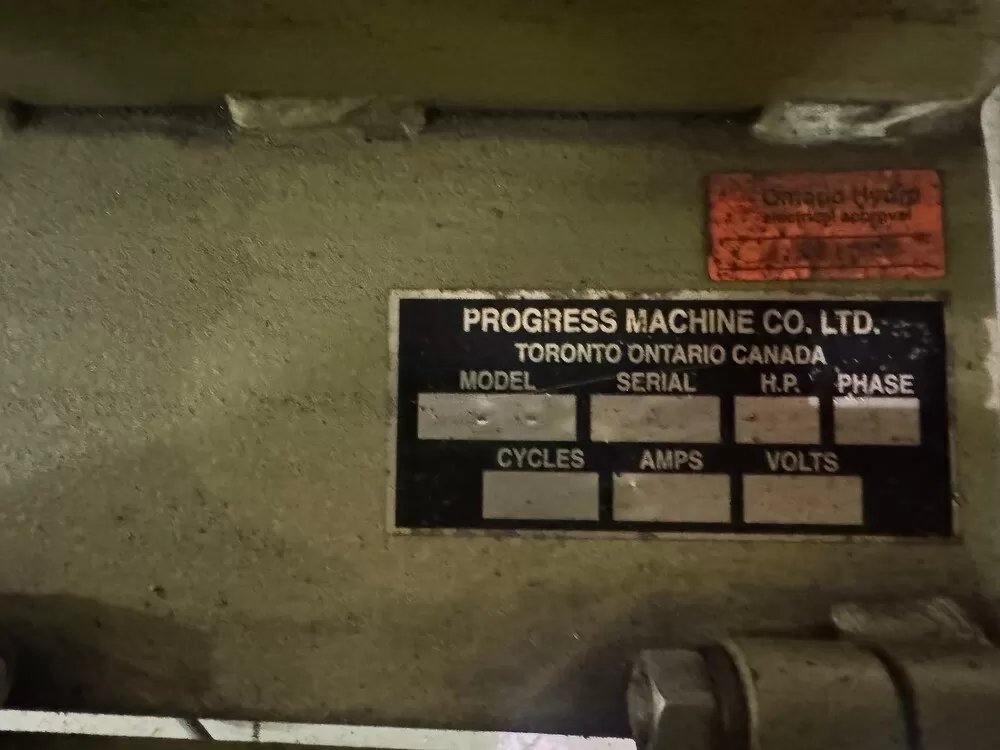 Ontario Hydro
electrical approval
PROGRESS MACHINE CO. LTD.
TORONTO ONTARIO CANADA
MODEL SERIAL H.P. PHASE
CYCLES AMPS VOLTS